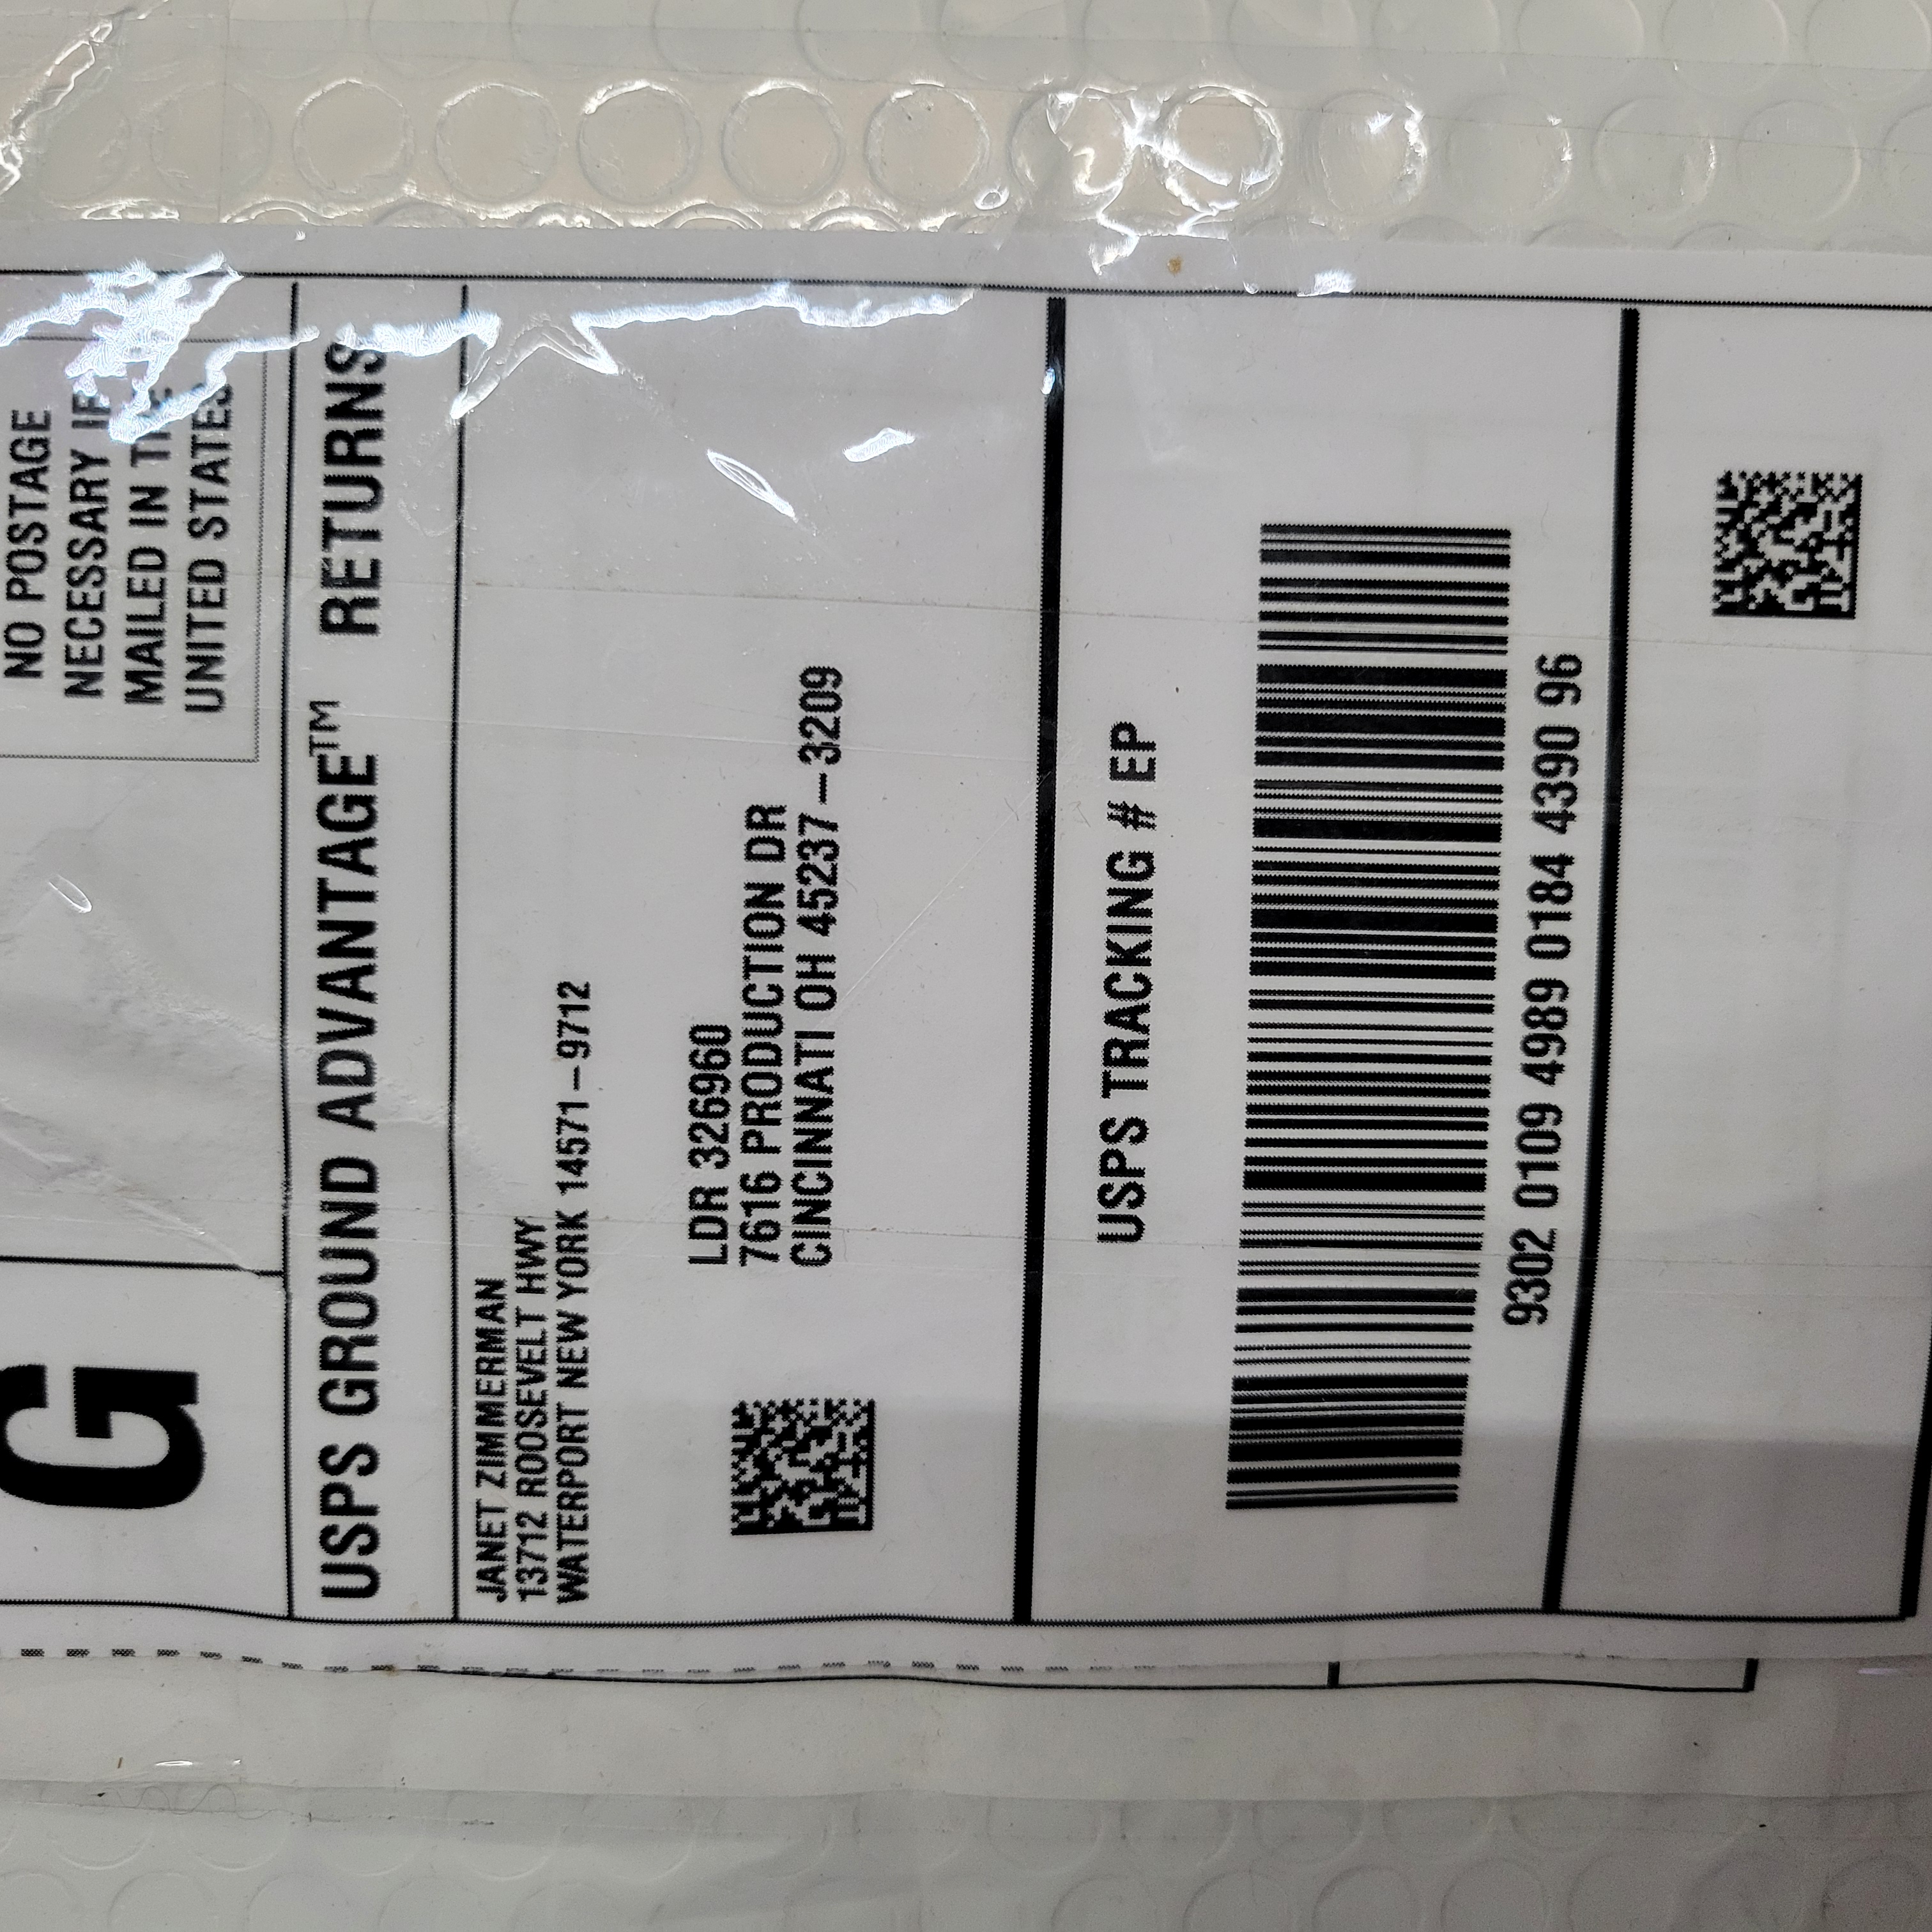 G
NO POSTAGE
NECESSARY IF
MAILED IN THE
UNITED STATES
USPS GROUND ADVANTAGE™ RETURNS
JANET ZIMMERMAN
13712 ROOSEVELT HWY
WATERPORT NEW YORK 14571-9712
LDR 326960
7616 PRODUCTION DR
CINCINNATI OH 45237-3209
USPS TRACKING # EP
9302 0109 4989 0184 4390 96